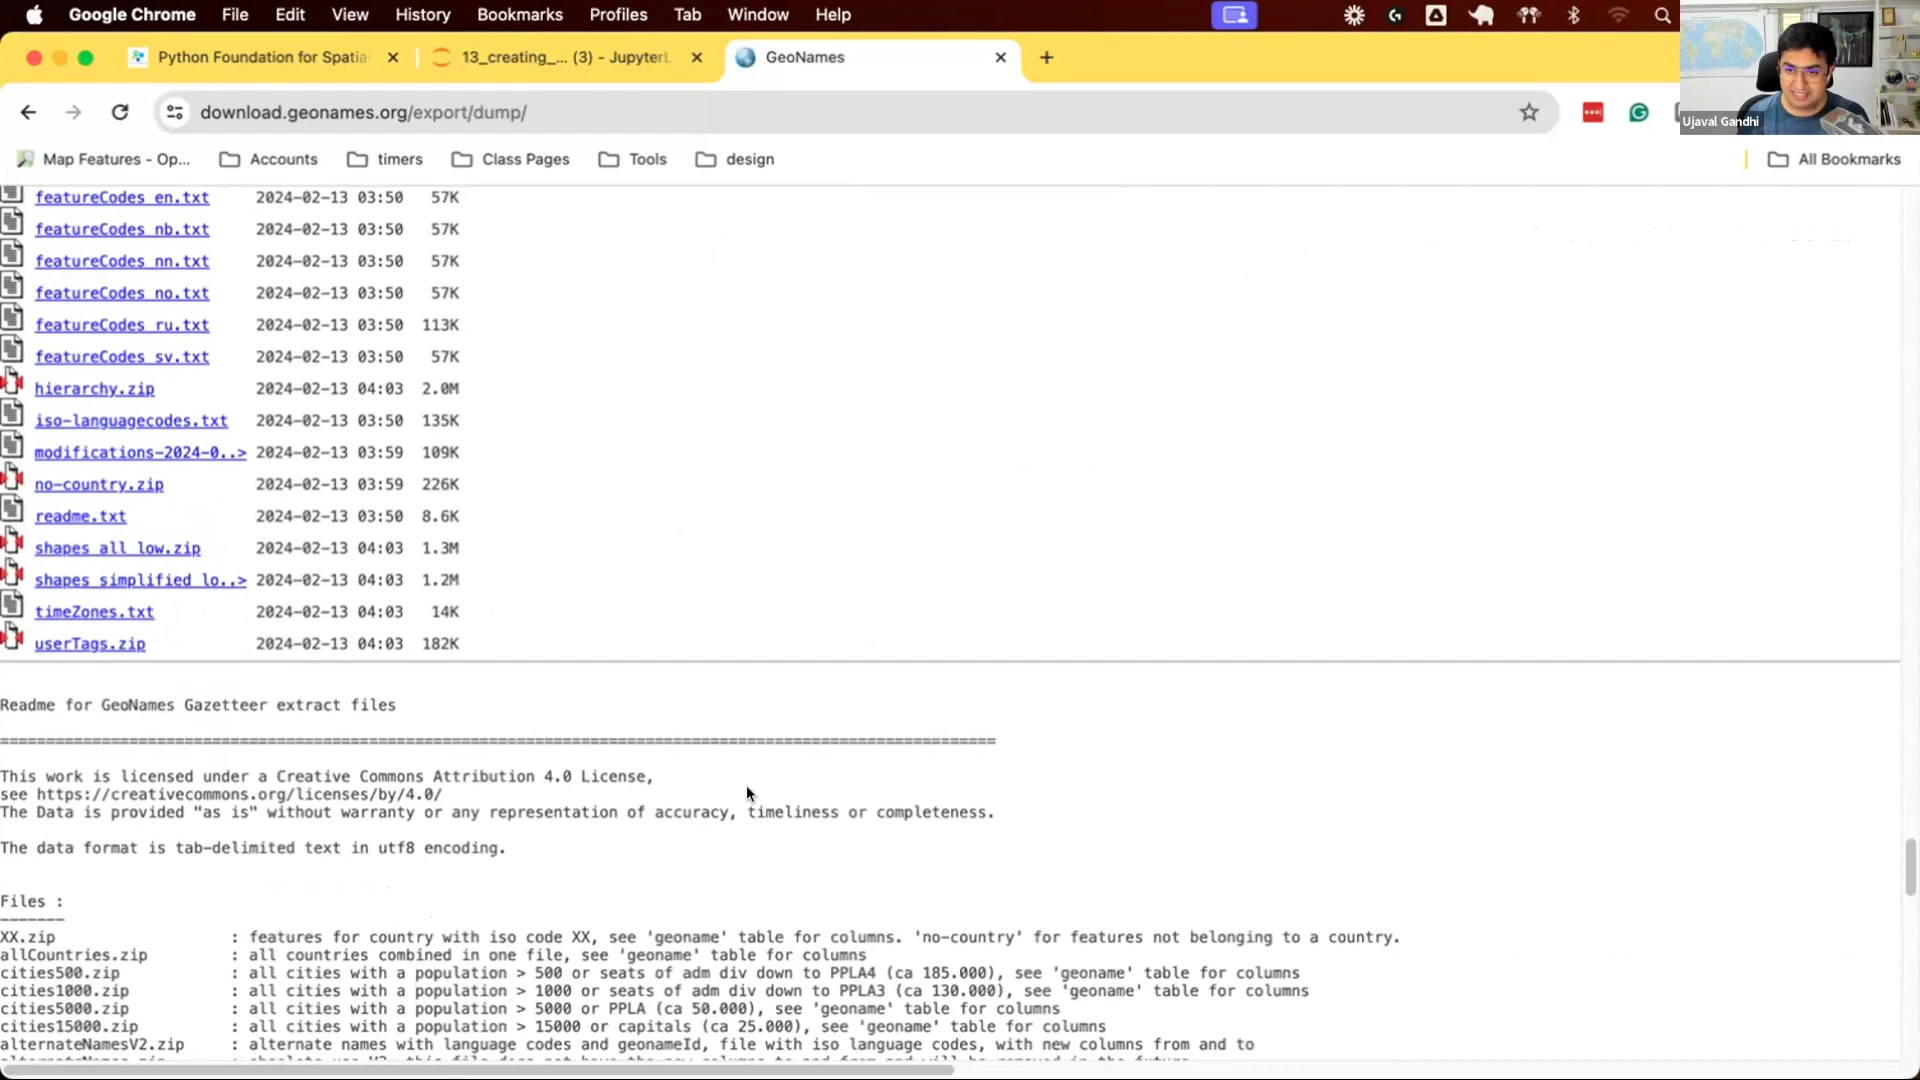 Google Chrome File Edit View History Bookmarks Profiles Tab Window Help
Python Foundation for Spatia
13_creating_... (3) - JupyterL
GeoNames
download.geonames.org/export/dump/
Ujaval Gandhi
Map Features - Op... Accounts timers Class Pages Tools design All Bookmarks
featureCodes_en.txt 2024-02-13 03:50 57K
featureCodes_nb.txt 2024-02-13 03:50 57K
featureCodes_nn.txt 2024-02-13 03:50 57K
featureCodes_no.txt 2024-02-13 03:50 57K
featureCodes_ru.txt 2024-02-13 03:50 113K
featureCodes_sv.txt 2024-02-13 03:50 57K
hierarchy.zip 2024-02-13 04:03 2.0M
iso-languagecodes.txt 2024-02-13 03:50 135K
modifications-2024-0..> 2024-02-13 03:59 109K
no-country.zip 2024-02-13 03:59 226K
readme.txt 2024-02-13 03:50 8.6K
shapes_all_low.zip 2024-02-13 04:03 1.3M
shapes_simplified_lo..> 2024-02-13 04:03 1.2M
timeZones.txt 2024-02-13 04:03 14K
userTags.zip 2024-02-13 04:03 182K
Readme for GeoNames Gazetteer extract files
This work is licensed under a Creative Commons Attribution 4.0 License,
see https://creativecommons.org/licenses/by/4.0/
The Data is provided "as is" without warranty or any representation of accuracy, timeliness or completeness.
The data format is tab-delimited text in utf8 encoding.
Files :
XX.zip : features for country with iso code XX, see 'geoname' table for columns. 'no-country' for features not belonging to a country.
allCountries.zip : all countries combined in one file, see 'geoname' table for columns
cities500.zip : all cities with a population > 500 or seats of adm div down to PPLA4 (ca 185.000), see 'geoname' table for columns
cities1000.zip : all cities with a population > 1000 or seats of adm div down to PPLA3 (ca 130.000), see 'geoname' table for columns
cities5000.zip : all cities with a population > 5000 or PPLA (ca 50.000), see 'geoname' table for columns
cities15000.zip : all cities with a population > 15000 or capitals (ca 25.000), see 'geoname' table for columns
alternateNamesV2.zip : alternate names with language codes and geonameId, file with iso language codes, with new columns from and to